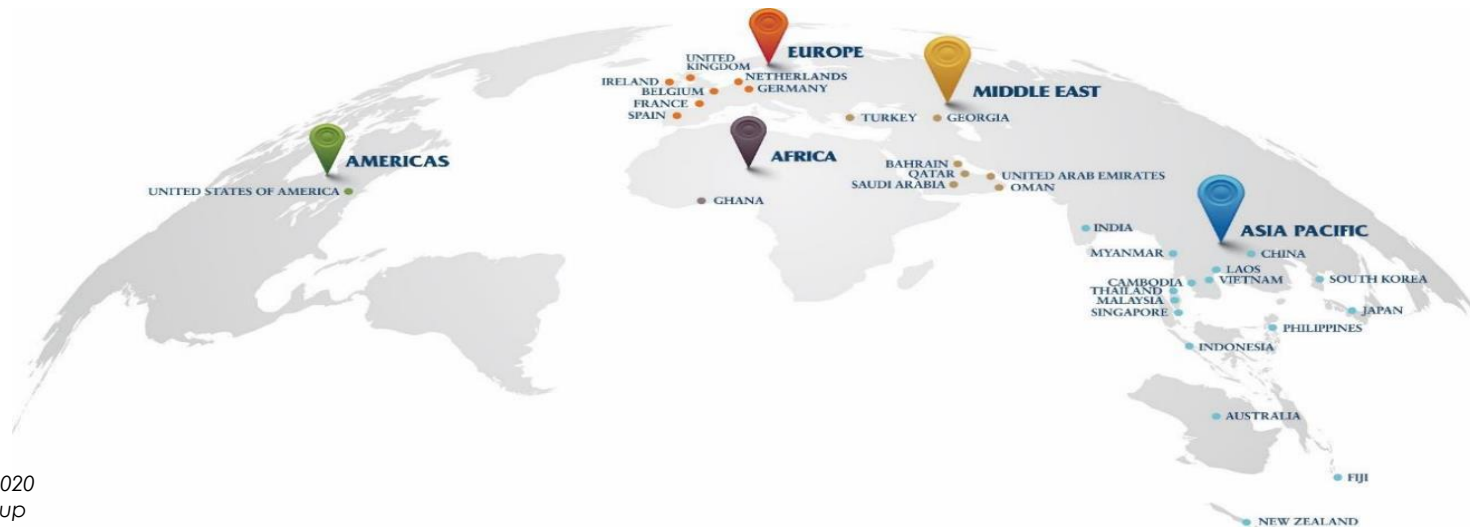 EUROPE
UNITED
KINGDOM
IRELAND
NETHERLANDS
BELGIUM
GERMANY
FRANCE
SPAIN
MIDDLE EAST
TURKEY
GEORGIA
AMERICAS
UNITED STATES OF AMERICA
AFRICA
GHANA
BAHRAIN
QATAR
UNITED ARAB EMIRATES
SAUDI ARABIA
OMAN
ASIA PACIFIC
INDIA
MYANMAR
CHINA
LAOS
CAMBODIA
VIETNAM
SOUTH KOREA
THAILAND
MALAYSIA
SINGAPORE
JAPAN
PHILIPPINES
INDONESIA
AUSTRALIA
FIJI
NEW ZEALAND
020
up